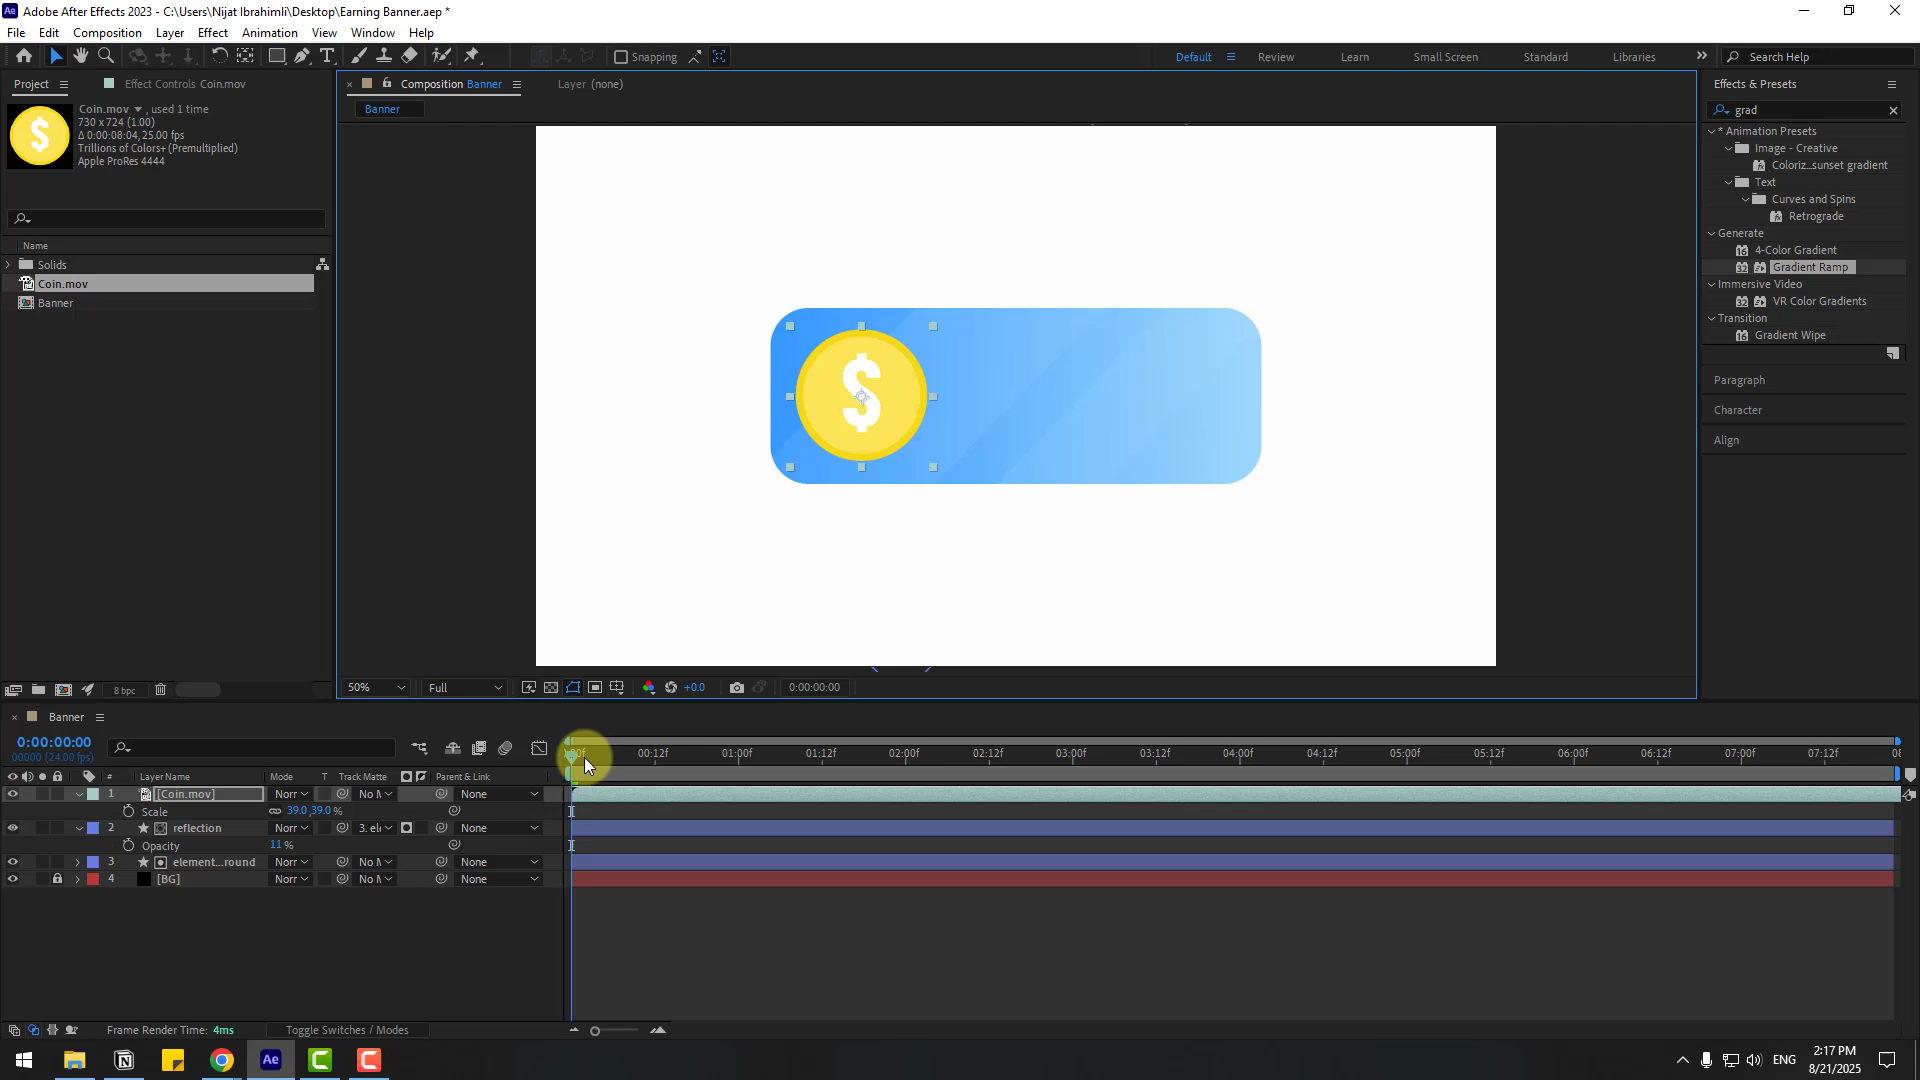 Adobe After Effects 2023 - C:\Users\Nijat Ibrahimli\Desktop\Earning Banner.aep *
File Edit Composition Layer Effect Animation View Window Help
Snapping
Default Review Learn Small Screen Standard Libraries Search Help
Project Effect Controls Coin.mov
Composition Banner Layer (none) Effects & Presets
Coin.mov , used 1 time
730 x 724 (1.00)
Δ 0:00:08:04, 25.00 fps
Trillions of Colors+ (Premultiplied)
Apple ProRes 4444
Banner
grad
* Animation Presets
Image - Creative
Coloriz...sunset gradient
Text
Curves and Spins
Retrograde
Generate
4-Color Gradient
Gradient Ramp
Immersive Video
VR Color Gradients
Transition
Gradient Wipe
Paragraph
Character
Align
Name
Solids
Coin.mov
Banner
$
$
8 bpc
50% Full +0.0 0:00:00:00
Banner
0:00:00:00
00000 (24.00 fps)
00:12f 01:00f 01:12f 02:00f 02:12f 03:00f 03:12f 04:00f 04:12f 05:00f 05:12f 06:00f 06:12f 07:00f 07:12f
# Layer Name Mode T Track Matte Parent & Link
1 [Coin.mov] Norr No M None
Scale 39.0,39.0 %
2 reflection Norr 3. ele None
Opacity 11 %
3 element...round Norr No M None
4 [BG] Norr No M None
Frame Render Time: 4ms Toggle Switches / Modes
ENG
2:17 PM
8/21/2025